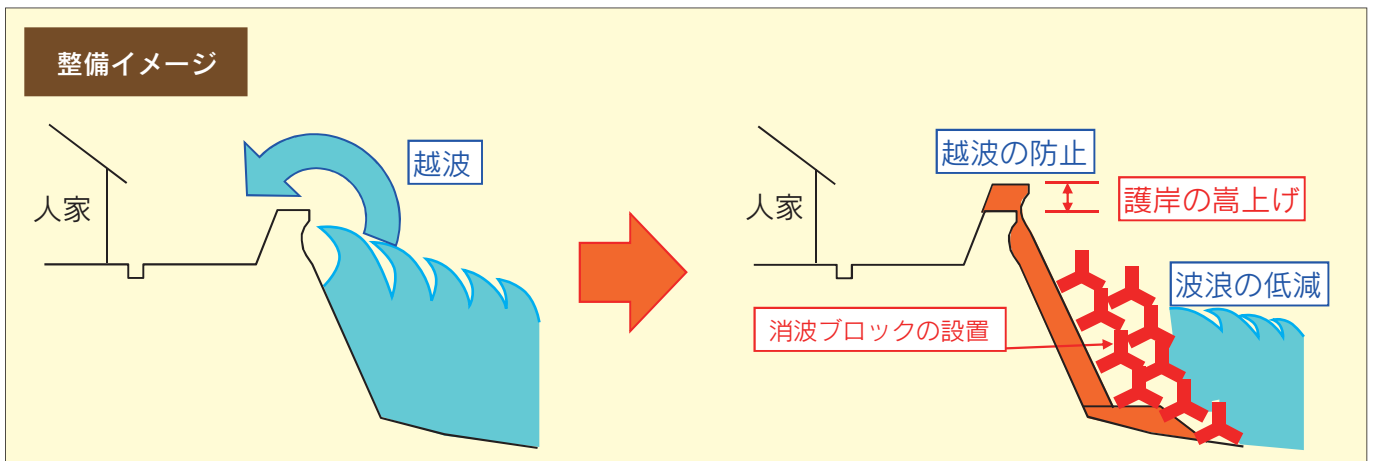 整備イメージ
越波
人家
越波の防止
護岸の嵩上げ
人家
波浪の低減
消波ブロックの設置